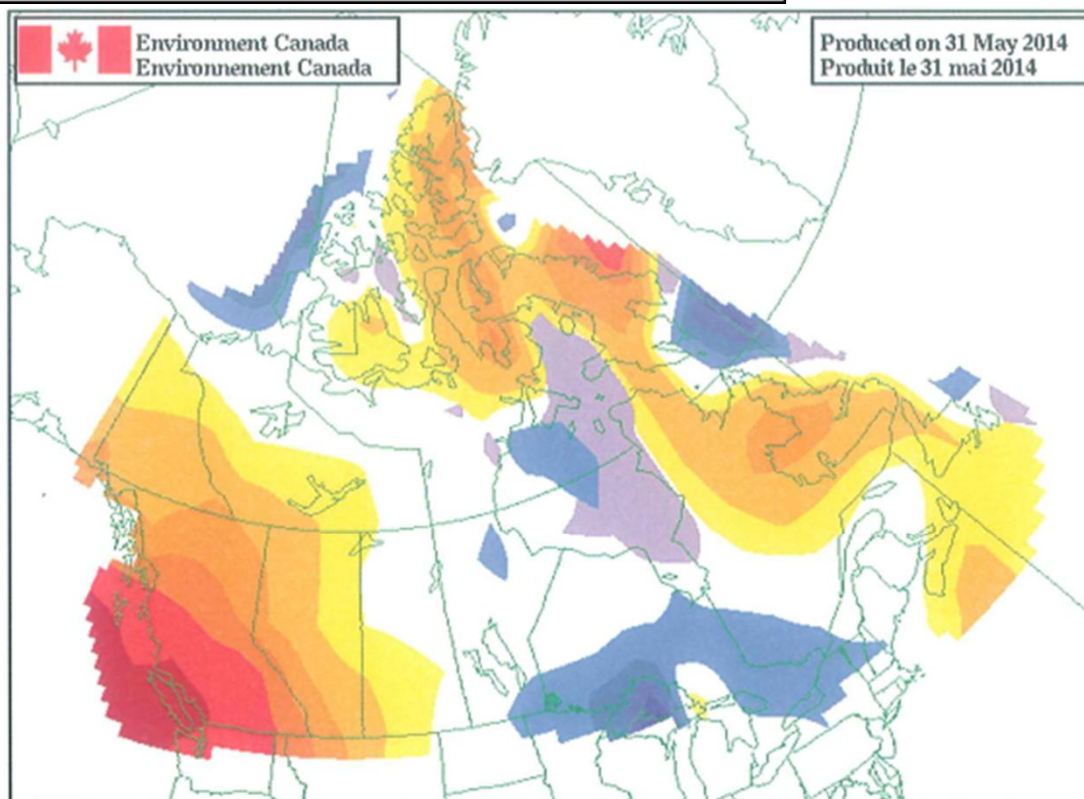 Environment Canada
Environnement Canada
Produced on 31 May 2014
Produit le 31 mai 2014